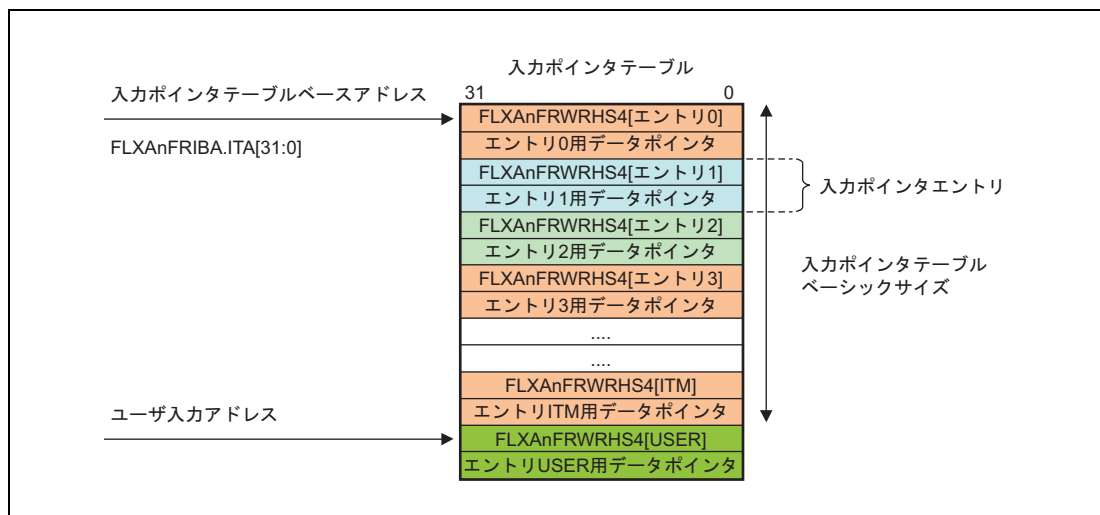 入力ポインタテーブル
入力ポインタテーブルベースアドレス
31 0
FLXAnFRIBA.ITA[31:0]
FLXAnFRWRHS4[エントリ0]
エントリ0用データポインタ
FLXAnFRWRHS4[エントリ1]
エントリ1用データポインタ
入力ポインタエントリ
FLXAnFRWRHS4[エントリ2]
エントリ2用データポインタ
FLXAnFRWRHS4[エントリ3]
エントリ3用データポインタ
入力ポインタテーブル
ベーシックサイズ
....
....
FLXAnFRWRHS4[ITM]
エントリITM用データポインタ
ユーザ入力アドレス
FLXAnFRWRHS4[USER]
エントリUSER用データポインタ